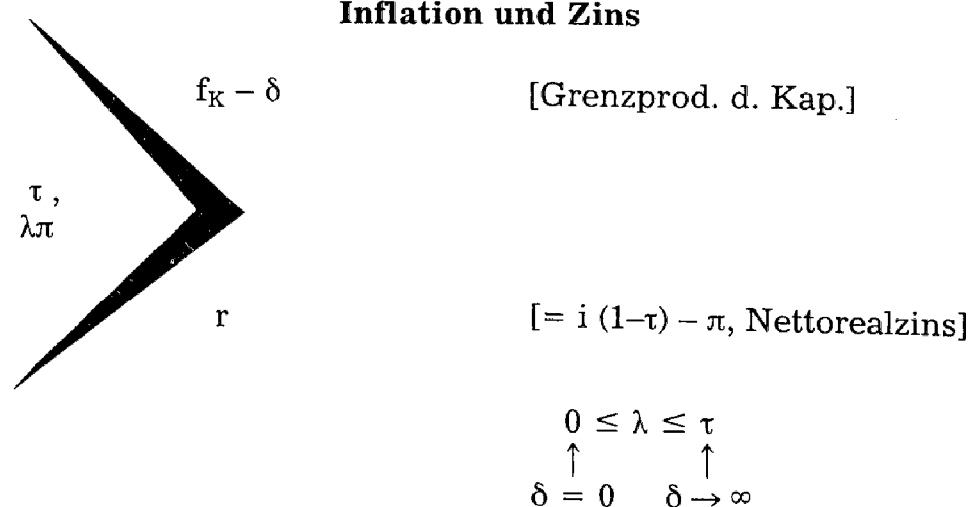 Inflation und Zins
f_K – δ [Grenzprod. d. Kap.]
τ ,
λπ
r [= i (1–τ) – π, Nettorealzins]
0 ≤ λ ≤ τ
↑ ↑
δ = 0 δ → ∞